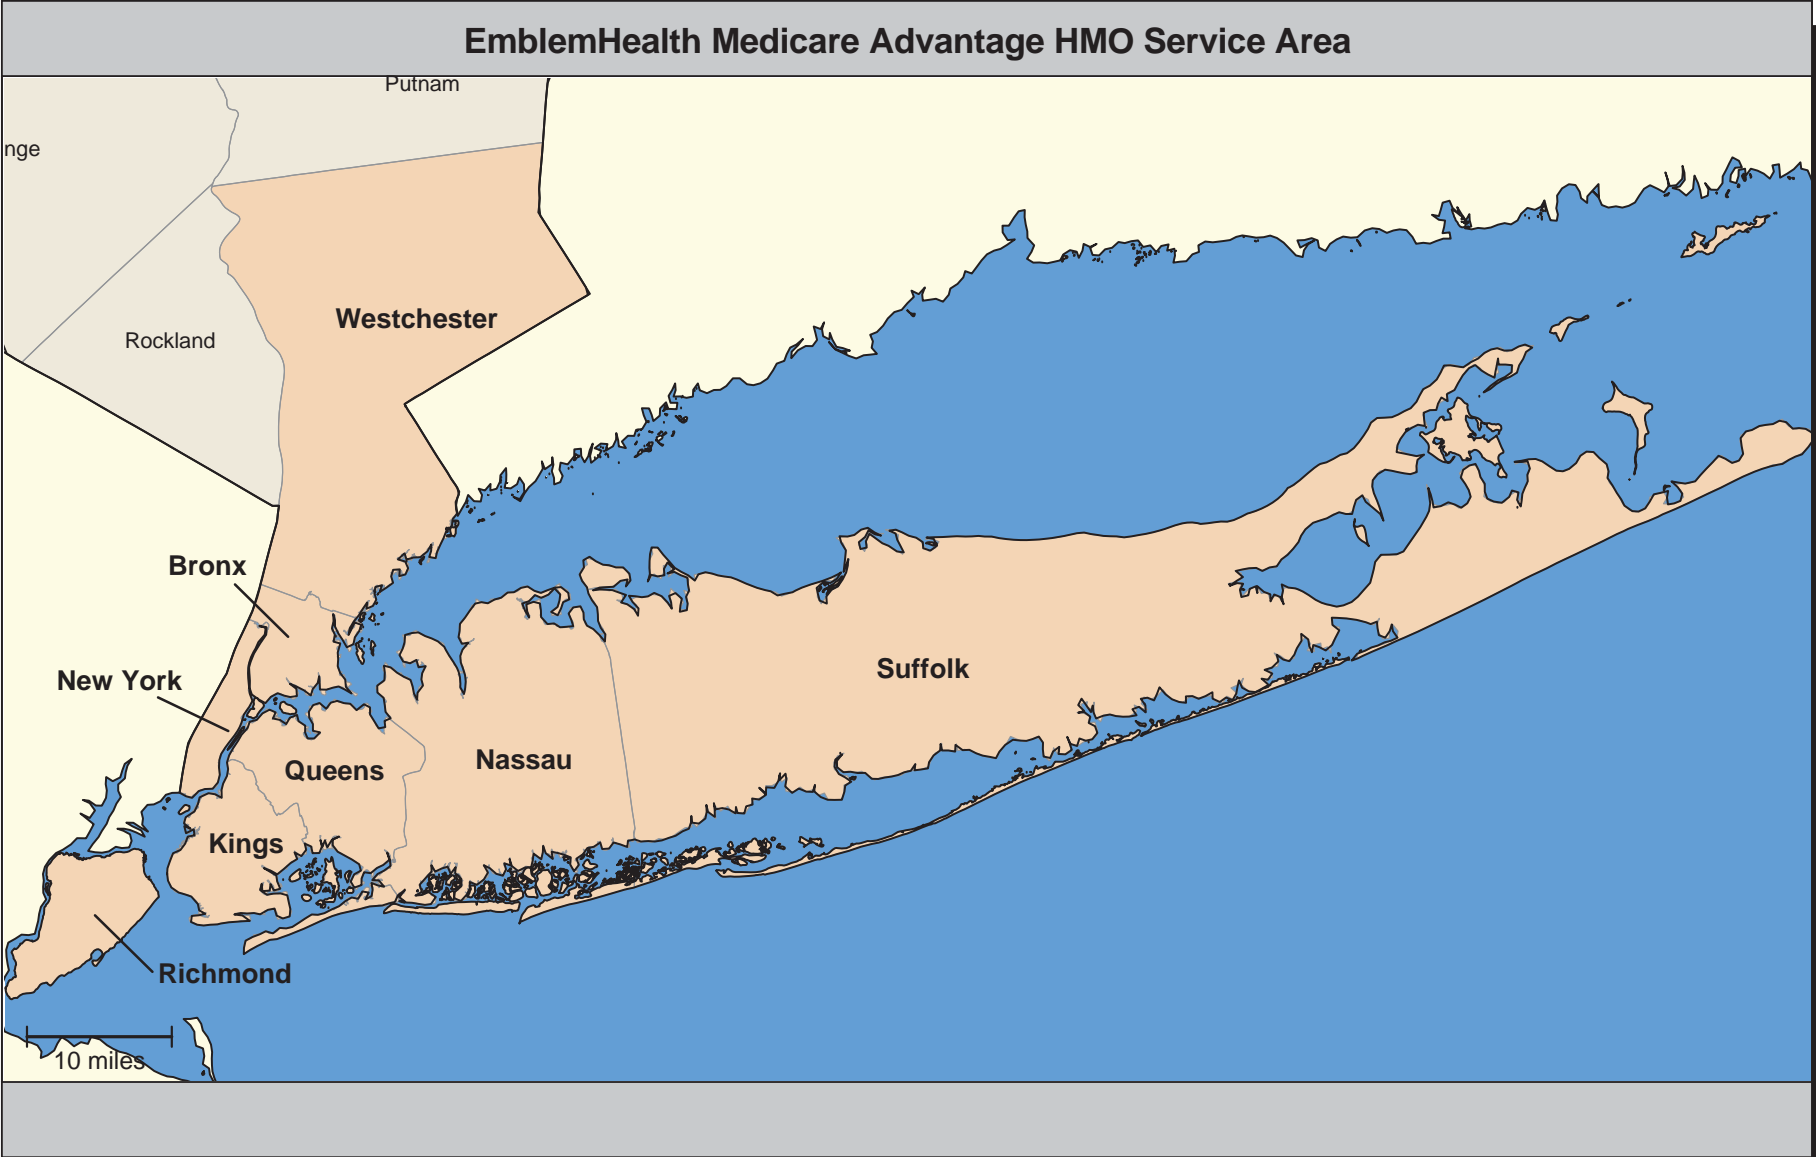 EmblemHealth Medicare Advantage HMO Service Area
Putnam
nge
Westchester
Rockland
Bronx
New York
Suffolk
Nassau
Queens
Kings
Richmond
10 miles